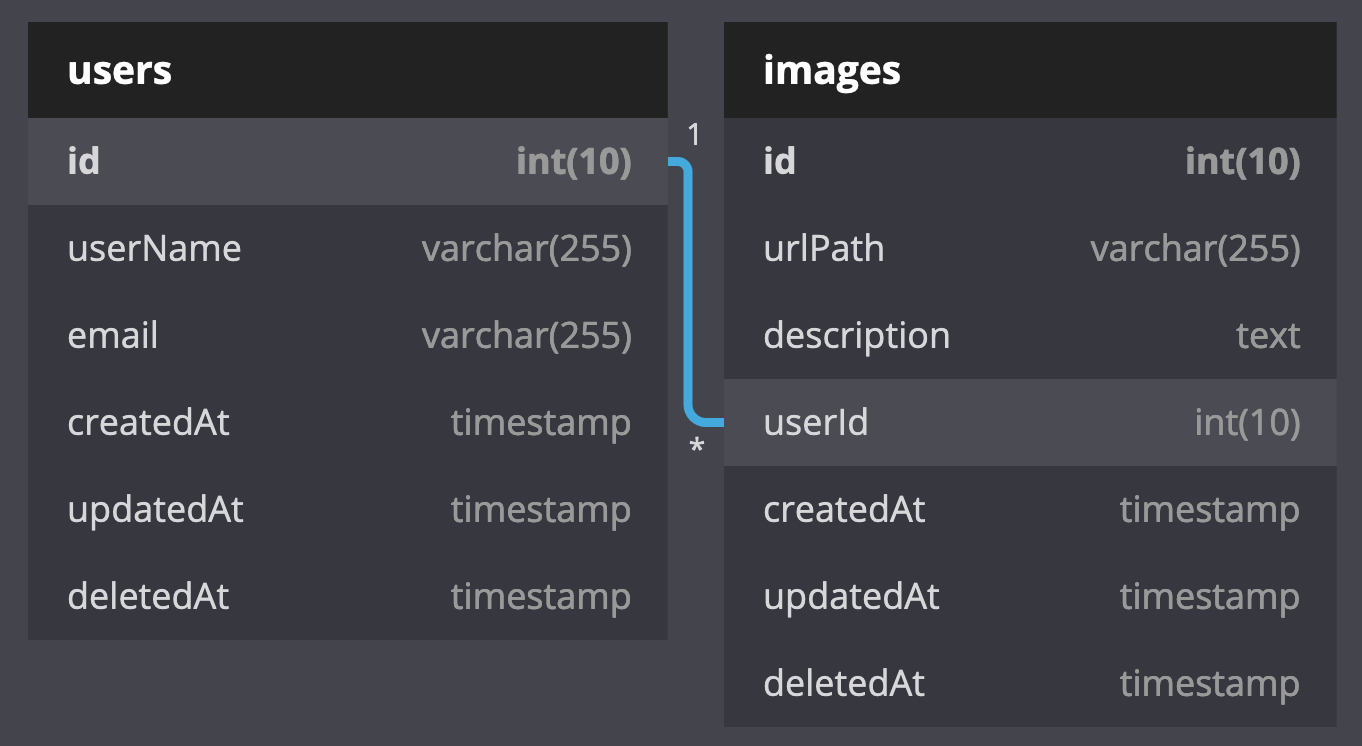 users
id int(10)
userName varchar(255)
email varchar(255)
createdAt timestamp
updatedAt timestamp
deletedAt timestamp
1
*
images
id int(10)
urlPath varchar(255)
description text
userId int(10)
createdAt timestamp
updatedAt timestamp
deletedAt timestamp